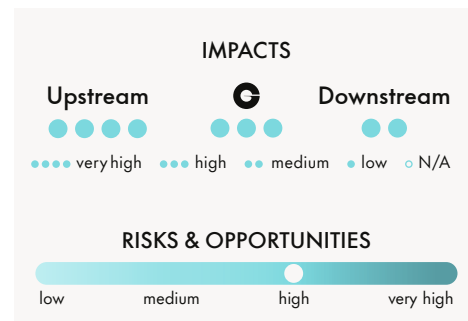 IMPACTS
Upstream Downstream
very high high medium low N/A
RISKS & OPPORTUNITIES
low medium high very high